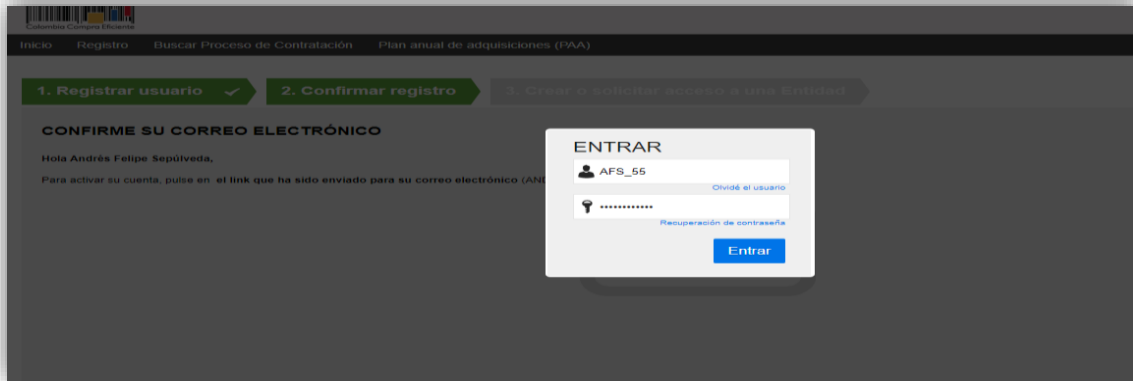 Colombia Compra Eficiente
Inicio Registro Buscar Proceso de Contratación Plan anual de adquisiciones (PAA)
1. Registrar usuario 2. Confirmar registro 3. Crear o solicitar acceso a una Entidad
CONFIRME SU CORREO ELECTRÓNICO
Hola Andrès Felipe Sepúlveda,
Para activar su cuenta, pulse en el link que ha sido enviado para su correo electrónico (AND
ENTRAR
AFS_55
Olvidé el usuario
••••••••••••
Recuperación de contraseña
Entrar